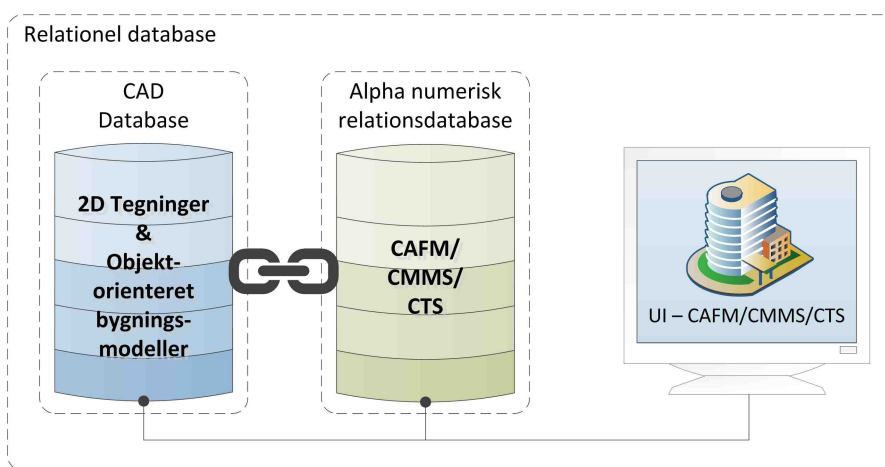 Relationel database
CAD
Database
2D Tegninger
&
Objekt-
orienteret
bygnings-
modeller
Alpha numerisk
relationsdatabase
CAFM/
CMMS/
CTS
UI – CAFM/CMMS/CTS